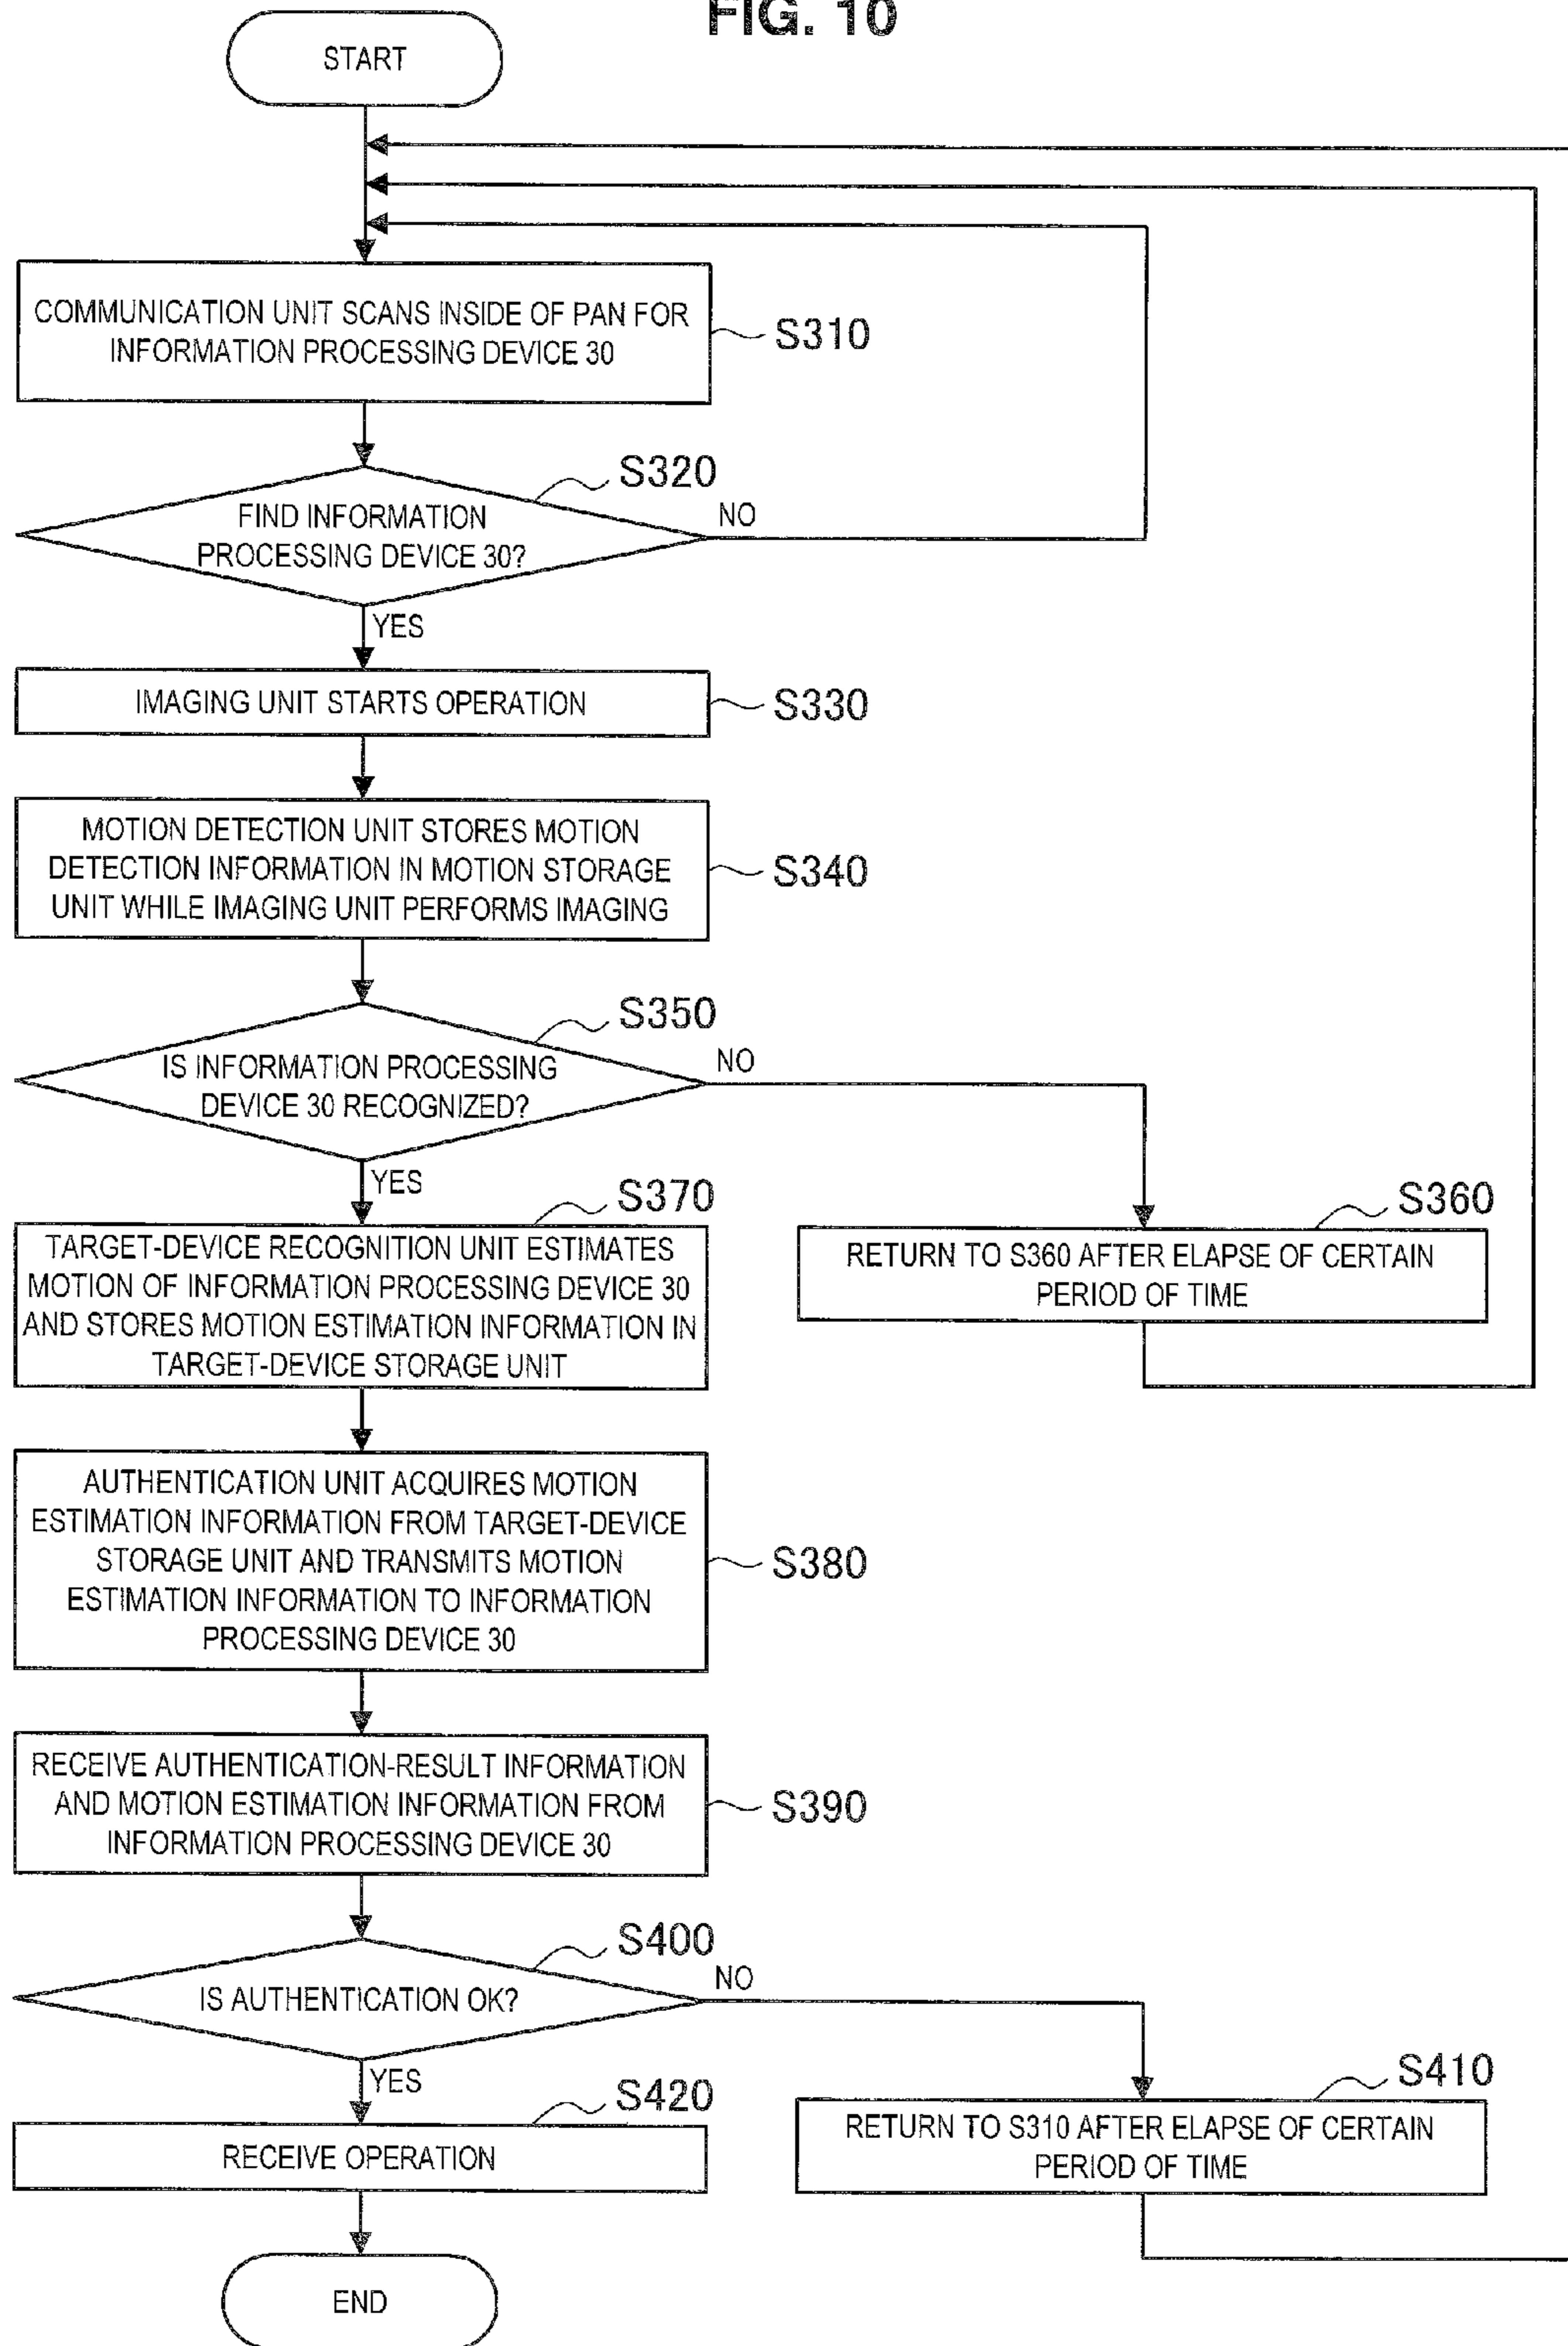 FIG. 10
START
COMMUNICATION UNIT SCANS INSIDE OF PAN FOR
INFORMATION PROCESSING DEVICE 30
S310
S320
FIND INFORMATION
PROCESSING DEVICE 30?
NO
YES
IMAGING UNIT STARTS OPERATION
S330
MOTION DETECTION UNIT STORES MOTION
DETECTION INFORMATION IN MOTION STORAGE
UNIT WHILE IMAGING UNIT PERFORMS IMAGING
S340
S350
IS INFORMATION PROCESSING
DEVICE 30 RECOGNIZED?
NO
YES
S360
RETURN TO S360 AFTER ELAPSE OF CERTAIN
PERIOD OF TIME
S370
TARGET-DEVICE RECOGNITION UNIT ESTIMATES
MOTION OF INFORMATION PROCESSING DEVICE 30
AND STORES MOTION ESTIMATION INFORMATION IN
TARGET-DEVICE STORAGE UNIT
AUTHENTICATION UNIT ACQUIRES MOTION
ESTIMATION INFORMATION FROM TARGET-DEVICE
STORAGE UNIT AND TRANSMITS MOTION
ESTIMATION INFORMATION TO INFORMATION
PROCESSING DEVICE 30
S380
RECEIVE AUTHENTICATION-RESULT INFORMATION
AND MOTION ESTIMATION INFORMATION FROM
INFORMATION PROCESSING DEVICE 30
S390
S400
IS AUTHENTICATION OK?
NO
YES
S410
RETURN TO S310 AFTER ELAPSE OF CERTAIN
PERIOD OF TIME
S420
RECEIVE OPERATION
END